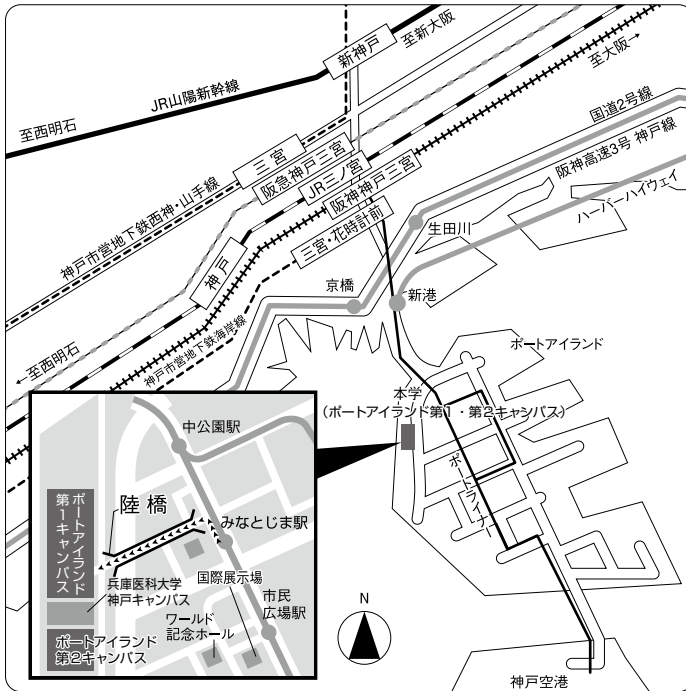 新神戸
至新大阪
至大阪→
JR山陽新幹線
至西明石
国道2号線
阪神高速3号 神戸線
三宮
阪急神戸三宮
JR三ノ宮
阪神神戸三宮
三宮・花時計前
ハーバーハイウェイ
神戸市営地下鉄西神・山手線
生田川
神戸
京橋
新港
←至西明石
神戸市営地下鉄海岸線
ポートアイランド
本学
(ポートアイランド第1・第2キャンパス)
ポートライナー
中公園駅
陸橋
みなとじま駅
ポートアイランド
第1キャンパス
兵庫医科大学
神戸キャンパス
国際展示場
市民
広場駅
ワールド
記念ホール
ポートアイランド
第2キャンパス
N
神戸空港